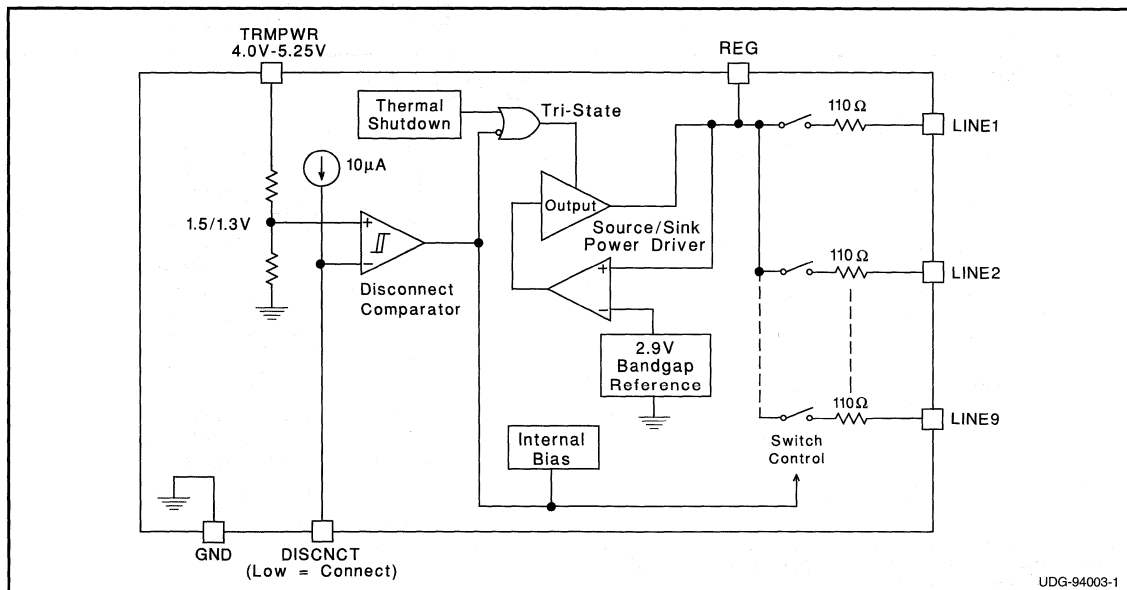 TRMPWR
4.0V-5.25V
REG
Thermal
Shutdown
Tri-State
110Ω
LINE1
10µA
Output
1.5/1.3V
+
−
Source/Sink
Power Driver
Disconnect
Comparator
110Ω
LINE2
+
−
2.9V
Bandgap
Reference
110Ω
LINE9
Internal
Bias
Switch
Control
GND
DISCNCT
(Low = Connect)
UDG-94003-1